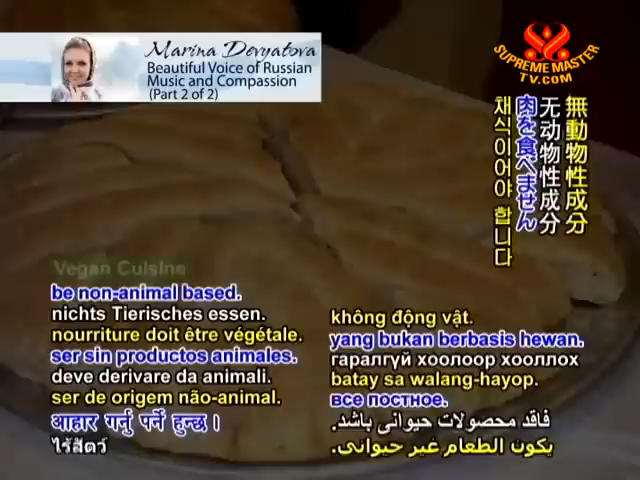 Marina Devyatova
Beautiful Voice of Russian
Music and Compassion
(Part 2 of 2)
SUPREME MASTER
TV.COM
無動物性成分
无动物性成分
肉を食べません
채식이어야 합니다
Vegan Cuisine
be non-animal based.
nichts Tierisches essen.
nourriture doit être végétale.
ser sin productos animales.
deve derivare da animali.
ser de origem não-animal.
आहार गर्नु पर्ने हुन्छ ।
ไร้สัตว์
không động vật.
yang bukan berbasis hewan.
гаралгүй хоолоор хооллох
batay sa walang-hayop.
все постное.
فاقد محصولات حیوانی باشد.
يكون الطعام غير حيواني.